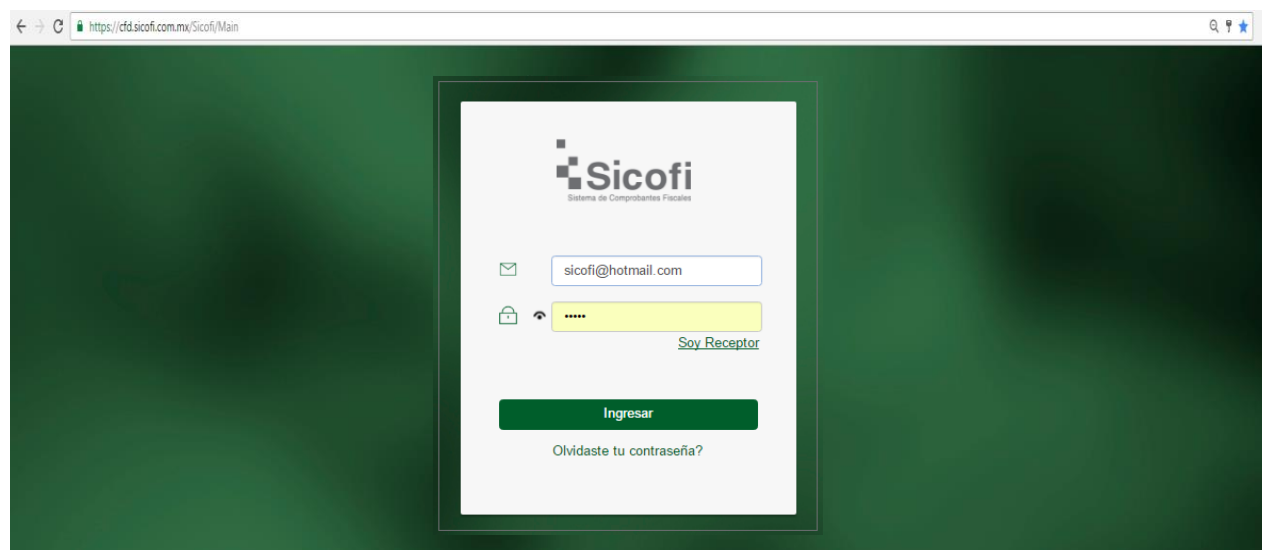 https://cfd.sicofi.com.mx/Sicofi/Main
Sicofi
Sistema de Comprobantes Fiscales
sicofi@hotmail.com
•••••
Soy Receptor
Ingresar
Olvidaste tu contraseña?